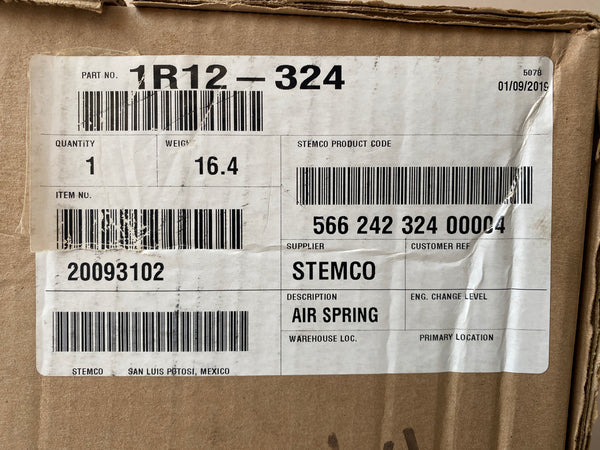 PART NO. 1R12-324
5078
01/09/2019
QUANTITY
1
WEIGH
16.4
STEMCO PRODUCT CODE
566 242 324 00004
ITEM NO.
20093102
SUPPLIER
STEMCO
CUSTOMER REF
DESCRIPTION
AIR SPRING
ENG. CHANGE LEVEL
WAREHOUSE LOC.
PRIMARY LOCATION
STEMCO SAN LUIS POTOSI, MEXICO